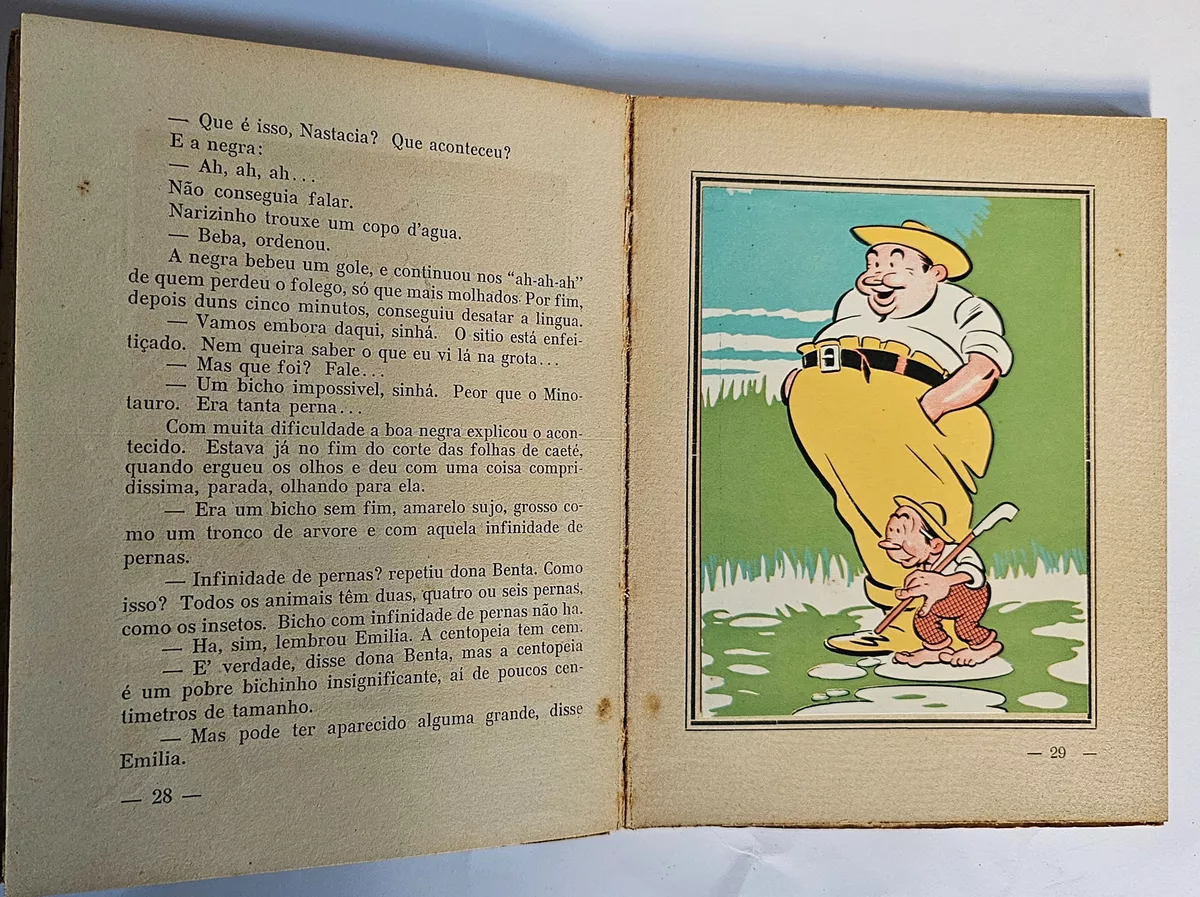 — Que é isso, Nastacia? Que aconteceu?
E a negra:
— Ah, ah, ah...
Não conseguia falar.
Narizinho trouxe um copo d'agua.
— Beba, ordenou.
A negra bebeu um gole, e continuou nos "ah-ah-ah"
de quem perdeu o folego, só que mais molhados. Por fim,
depois duns cinco minutos, conseguiu desatar a lingua.
— Vamos embora daqui, sinhá. O sitio está enfei-
tiçado. Nem queira saber o que eu vi lá na grota...
— Mas que foi? Fale...
— Um bicho impossivel, sinhá. Peor que o Mino-
tauro. Era tanta perna...
Com muita dificuldade a boa negra explicou o acon-
tecido. Estava já no fim do corte das folhas de caeté,
quando ergueu os olhos e deu com uma coisa compri-
dissima, parada, olhando para ela.
— Era um bicho sem fim, amarelo sujo, grosso co-
mo um tronco de arvore e com aquela infinidade de
pernas.
— Infinidade de pernas? repetiu dona Benta. Como
isso? Todos os animais têm duas, quatro ou seis pernas,
como os insetos. Bicho com infinidade de pernas não ha.
— Ha, sim, lembrou Emilia. A centopeia tem cem.
— E' verdade, disse dona Benta, mas a centopeia
é um pobre bichinho insignificante, aí de poucos cen-
timetros de tamanho.
— Mas pode ter aparecido alguma grande, disse
Emilia.
— 28 —
— 29 —